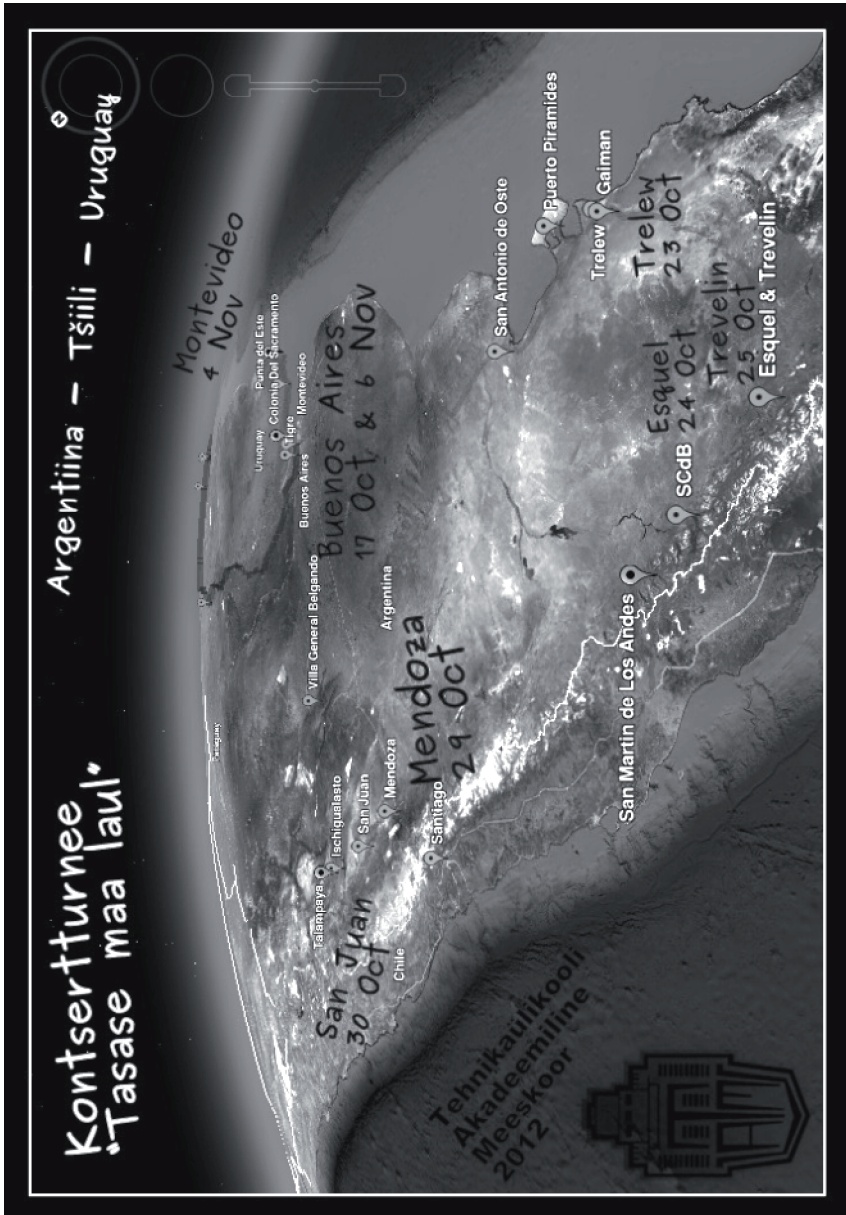 Kontsertturnee
"Tasase maa laul"
Argentiina – Tšiili – Uruguay
Montevideo
4 Nov
Punta del Este
Colonia Del Sacramento
Uruguay
Tigre
Montevideo
Buenos Aires
Buenos Aires
17 Oct & 6 Nov
Villa General Belgando
Argentina
San Antonio de Oste
Puerto Piramides
Gaiman
Trelew
Trelew
23 Oct
Esquel
24 Oct
Trevelin
25 Oct
Esquel & Trevelin
SCdB
San Martin de Los Andes
Mendoza
29 Oct
Mendoza
San Juan
Ischigualasto
Talampaya
Santiago
San Juan
30 Oct
Chile
Tehnikaülikooli
Akadeemiline
Meeskoor
2012